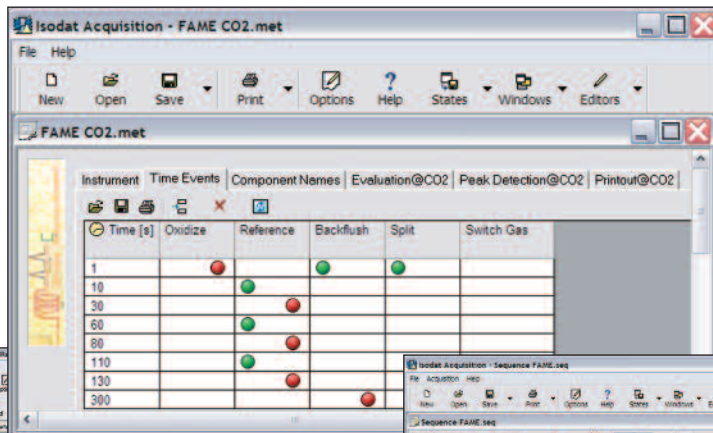 Isodat Acquisition - FAME CO2.met
File Help
New Open Save Print Options Help States Windows Editors
FAME CO2.met
Instrument Time Events Component Names Evaluation@CO2 Peak Detection@CO2 Printout@CO2
Time [s] Oxidize Reference Backflush Split Switch Gas
1
10
30
60
80
110
130
300
Isodat Acquisition - Sequence FAME.seq
File Acquisition Help
New Open Save Print Options Help States Windows
Sequence FAME.seq